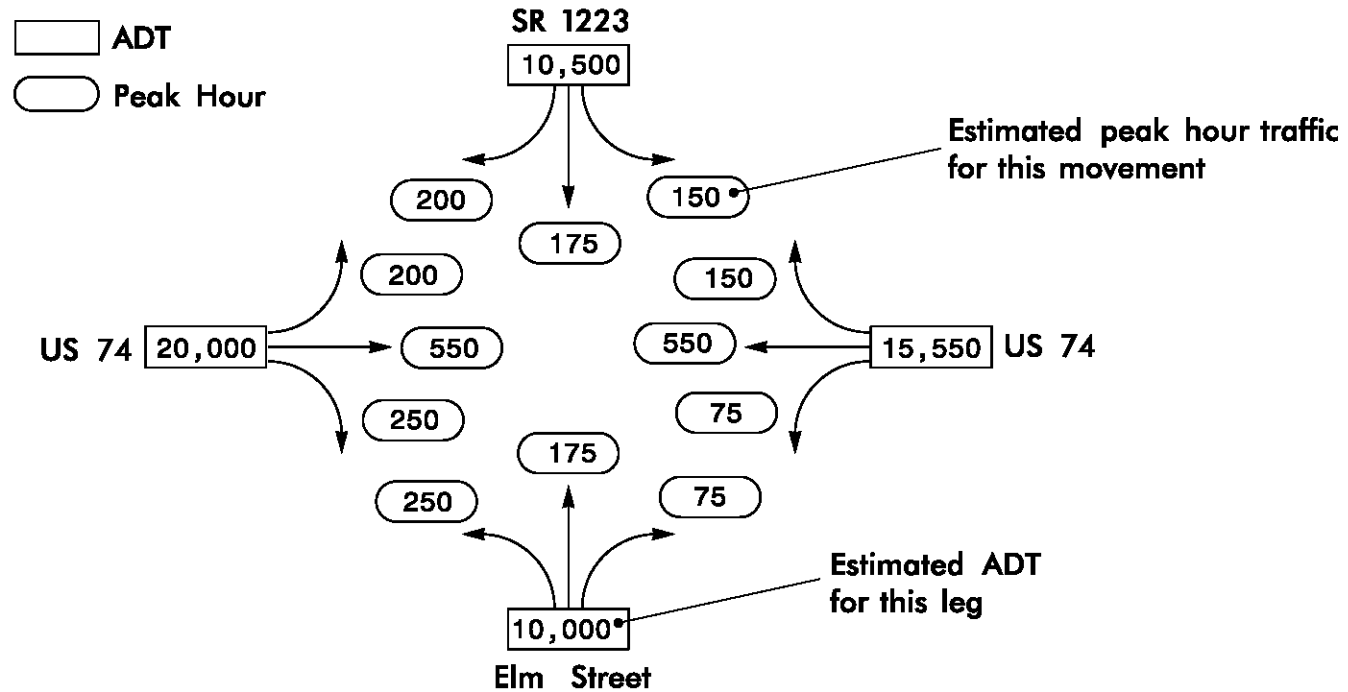 SR 1223
ADT
10,500
Peak Hour
Estimated peak hour traffic
for this movement
200
150
175
200
150
US 74
20,000
550
550
15,550
US 74
250
75
175
250
75
Estimated ADT
for this leg
10,000
Elm Street